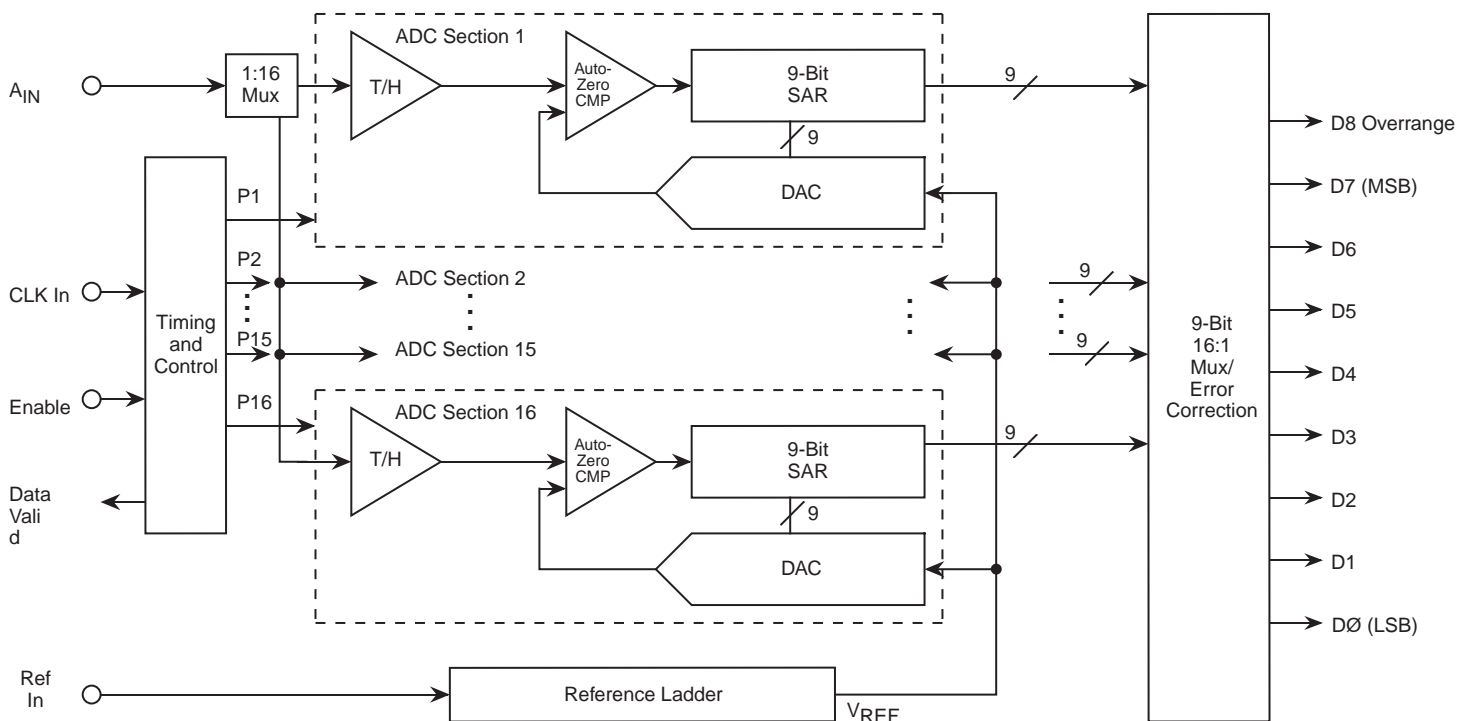 ADC Section 1
A_IN
1:16
Mux
T/H
Auto-
Zero
CMP
9-Bit
SAR
9
9
DAC
P1
P2
P15
P16
CLK In
Enable
Data
Vali
d
Timing
and
Control
ADC Section 2
ADC Section 15
9
9
ADC Section 16
T/H
Auto-
Zero
CMP
9-Bit
SAR
9
9
DAC
Ref
In
Reference Ladder
V_REF
9-Bit
16:1
Mux/
Error
Correction
D8 Overrange
D7 (MSB)
D6
D5
D4
D3
D2
D1
DØ (LSB)